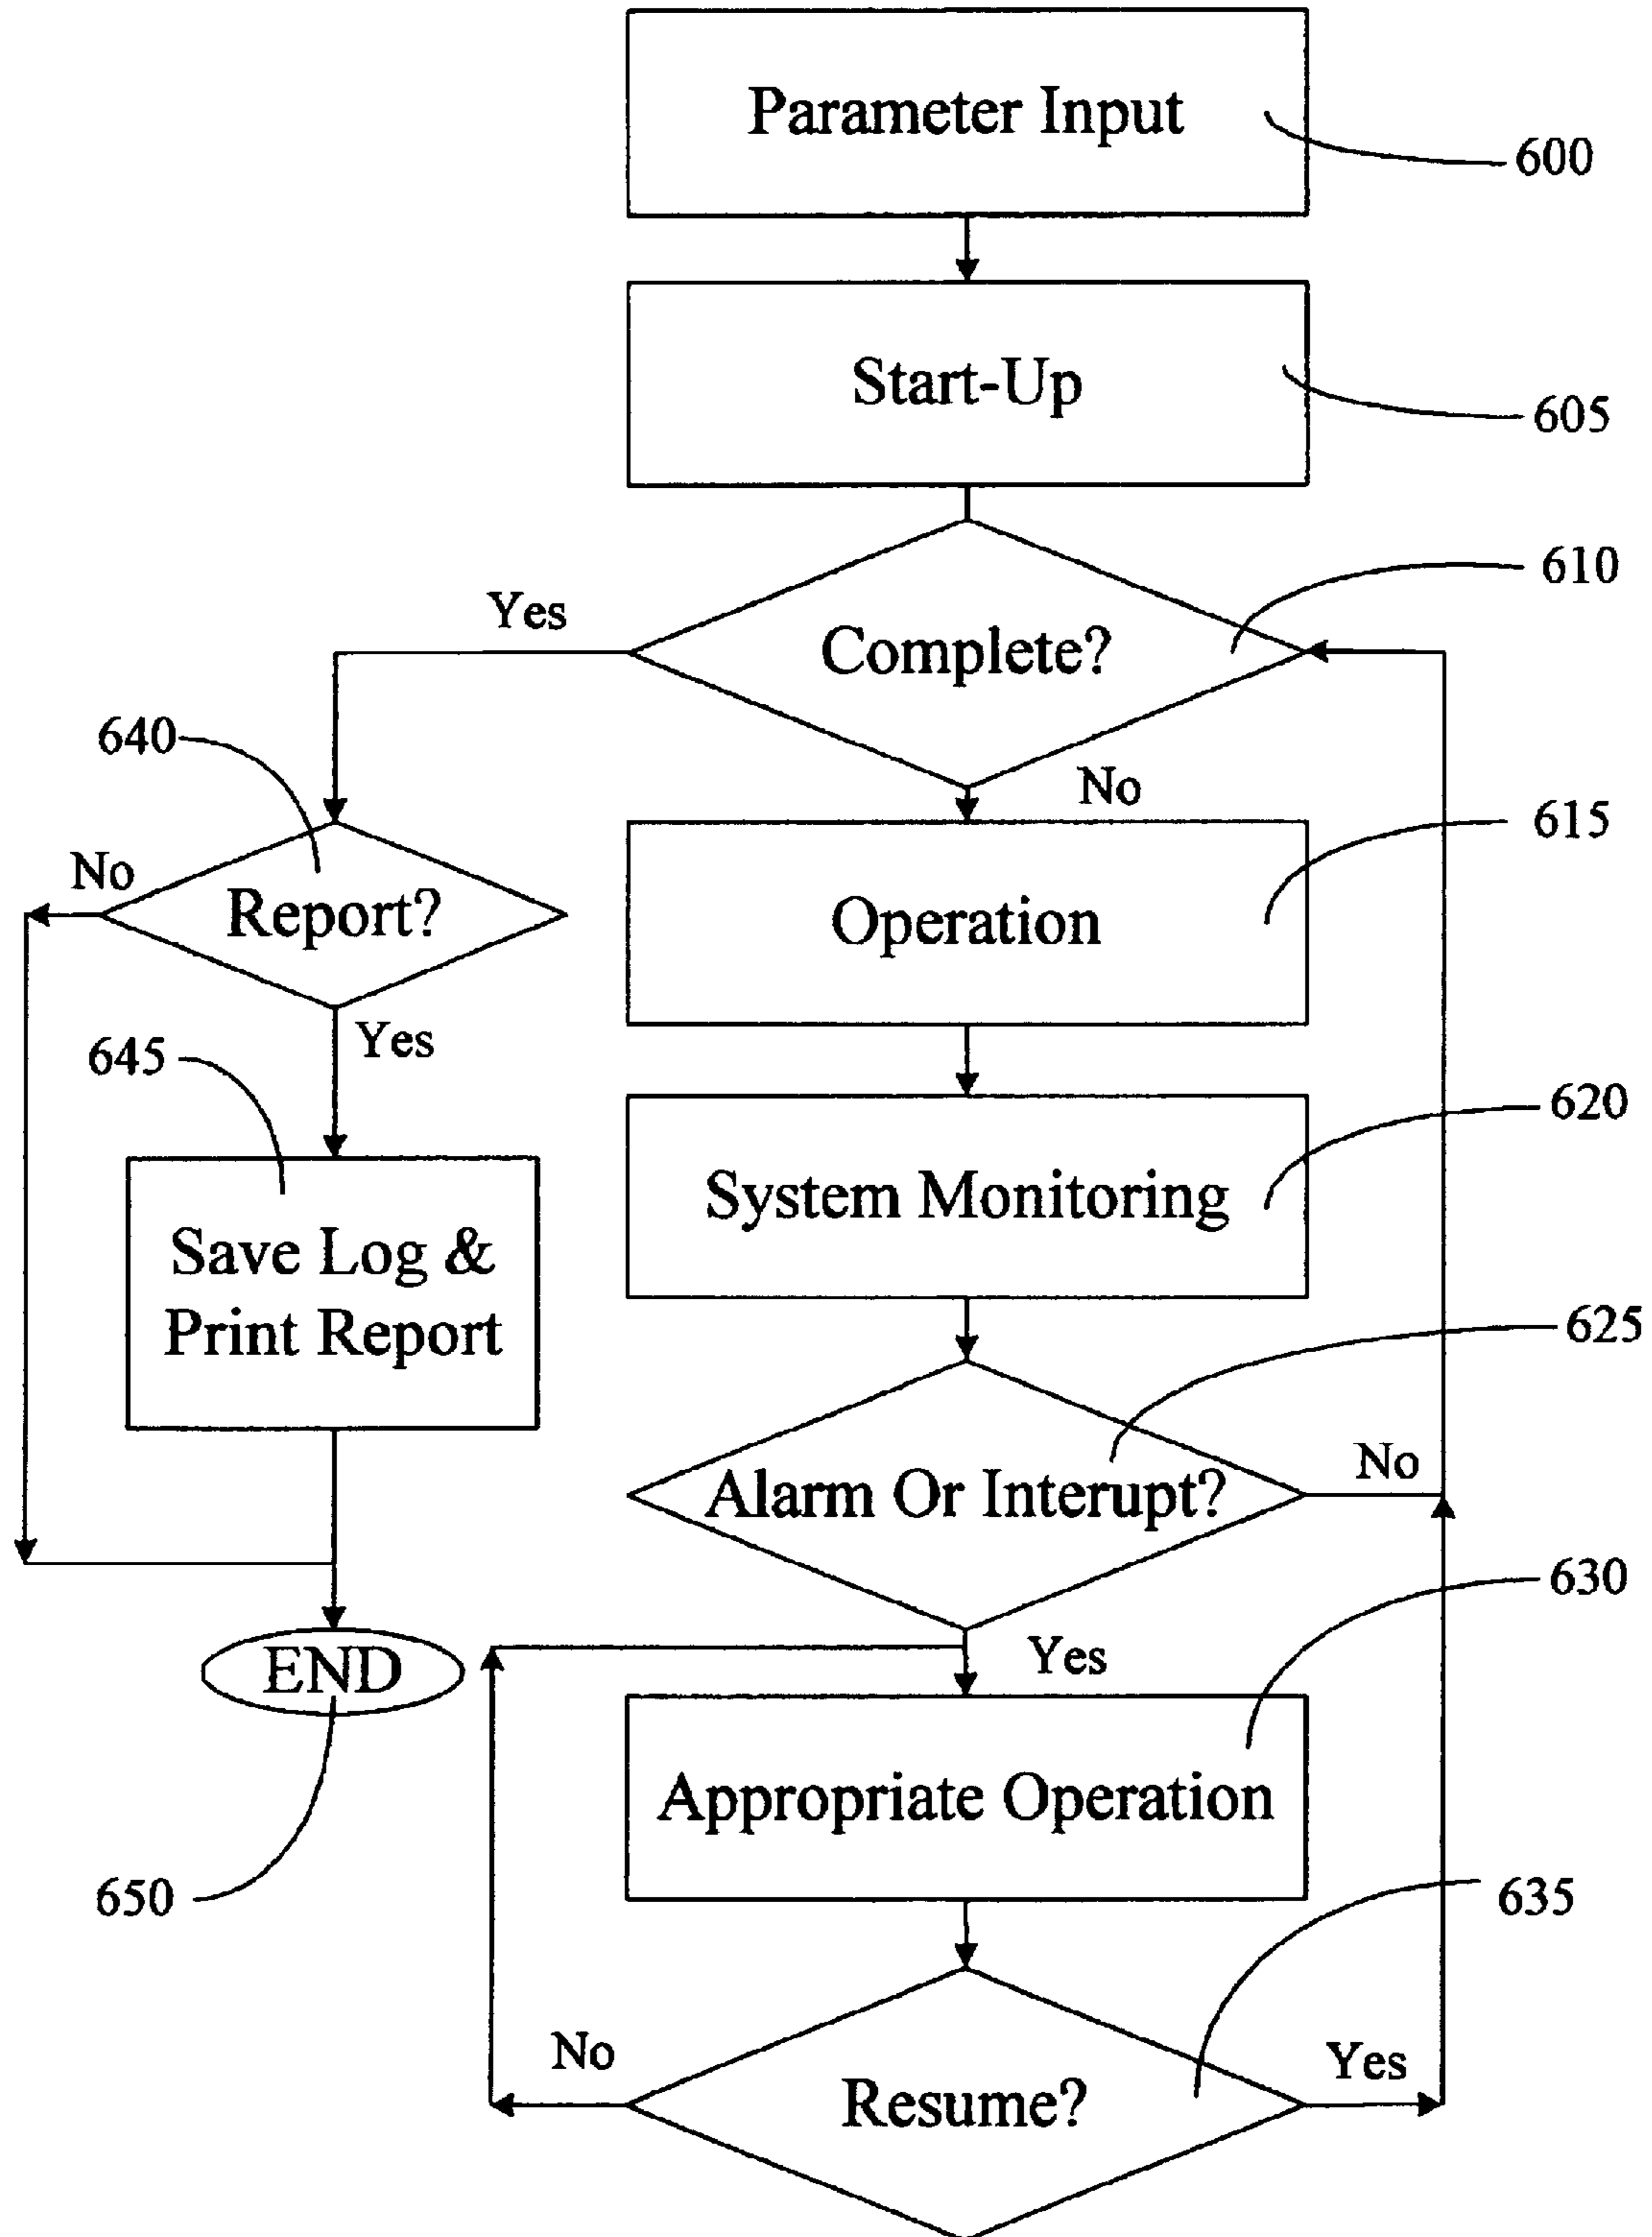 Parameter Input
600
Start-Up
605
610
Yes
Complete?
640
No
615
No
Report?
Operation
Yes
645
620
System Monitoring
Save Log &
Print Report
625
No
Alarm Or Interupt?
630
Yes
END
Appropriate Operation
650
635
No
Yes
Resume?